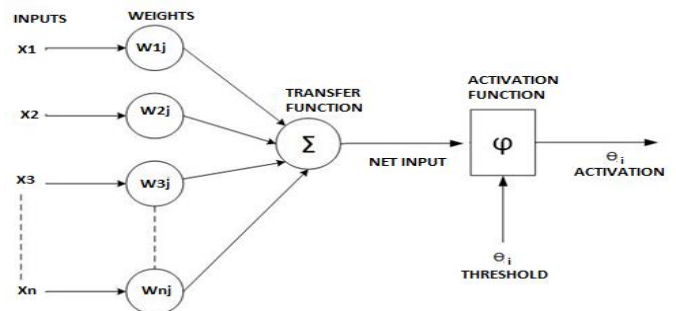 INPUTS
WEIGHTS
X1
W1j
X2
W2j
X3
W3j
Xn
Wnj
TRANSFER
FUNCTION
Σ
NET INPUT
ACTIVATION
FUNCTION
φ
Θi
ACTIVATION
Θi
THRESHOLD